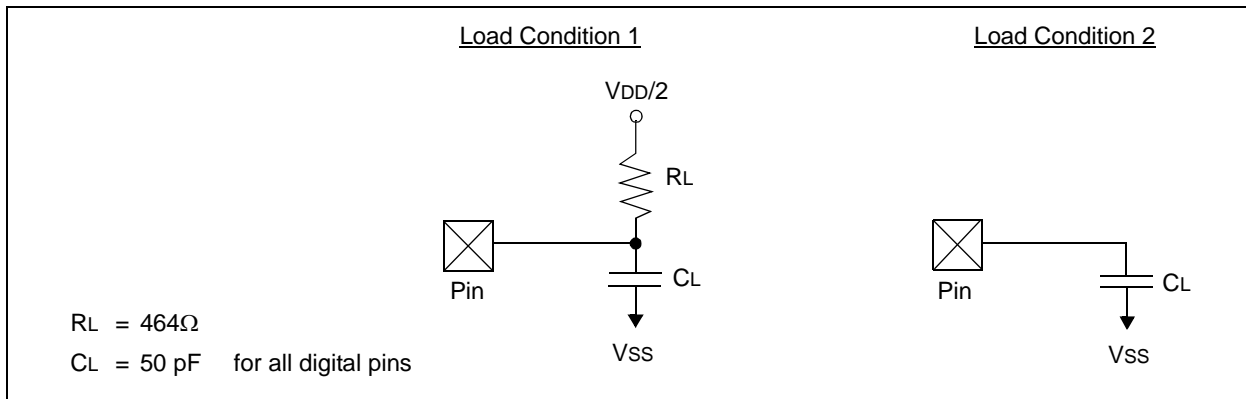 Load Condition 1
Load Condition 2
VDD/2
RL
Pin
CL
VSS
Pin
CL
VSS
RL = 464Ω
CL = 50 pF for all digital pins